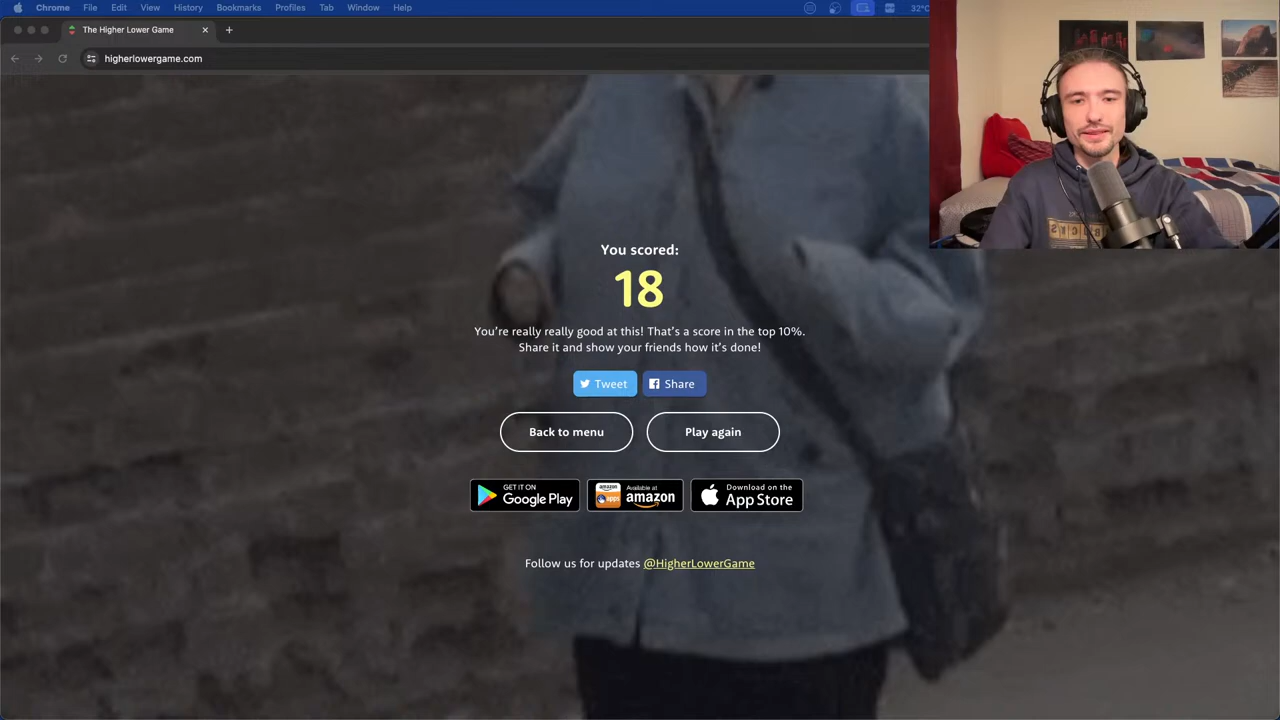 Chrome File Edit View History Bookmarks Profiles Tab Window Help
32°C
The Higher Lower Game
higherlowergame.com
You scored:
18
You're really really good at this! That's a score in the top 10%.
Share it and show your friends how it's done!
Tweet Share
Back to menu Play again
GET IT ON
Google Play
amazon
apps
Available at
amazon
Download on the
App Store
Follow us for updates @HigherLowerGame